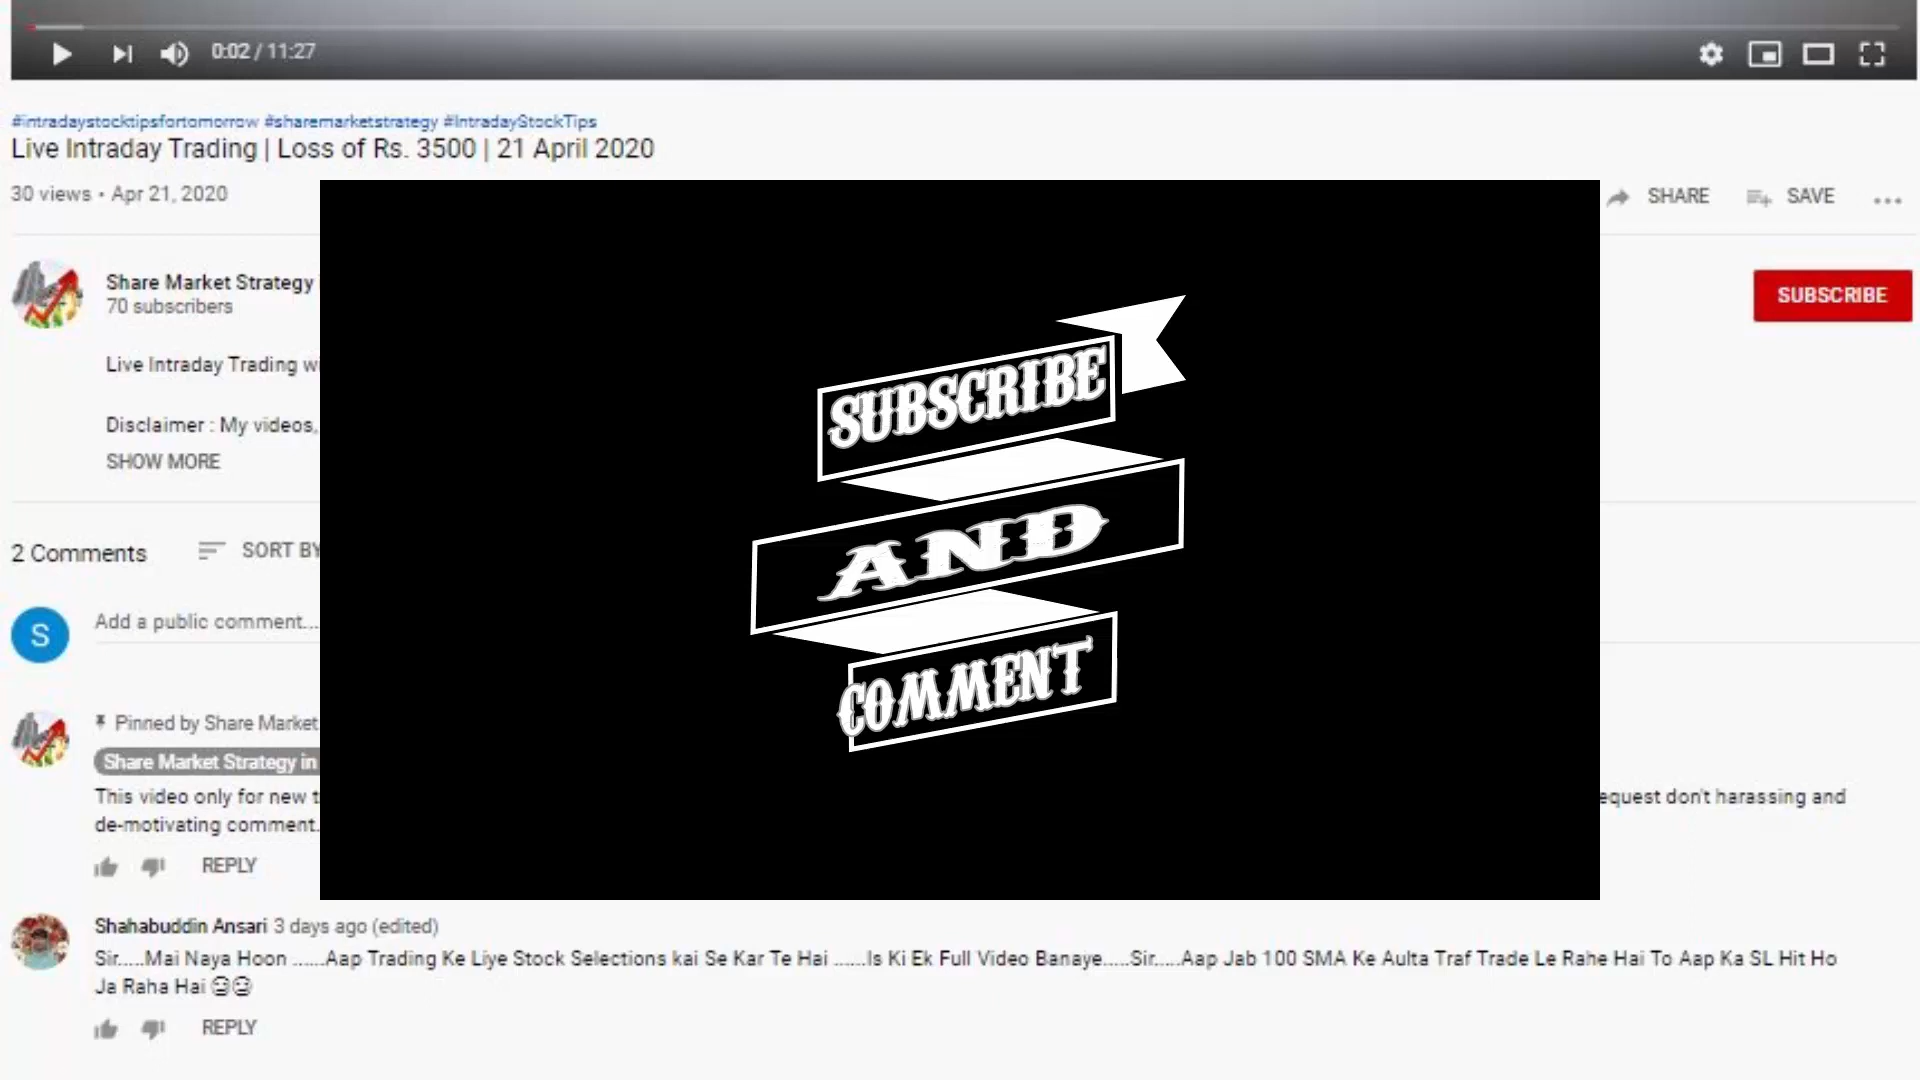 0:02 / 11:27
#intradaystocktipsfortomorrow #sharemarketstrategy #IntradayStockTips
Live Intraday Trading | Loss of Rs. 3500 | 21 April 2020
30 views • Apr 21, 2020
SHARE
SAVE
Share Market Strategy
70 subscribers
SUBSCRIBE
Live Intraday Trading
Disclaimer : My videos,
SHOW MORE
2 Comments
SORT BY
S
Add a public comment...
Pinned by Share Market
Share Market Strategy in
This video only for new
equest don't harassing and
de-motivating comment.
REPLY
SUBSCRIBE
AND
COMMENT
Shahabuddin Ansari 3 days ago (edited)
Sir.....Mai Naya Hoon ......Aap Trading Ke Liye Stock Selections kai Se Kar Te Hai ......Is Ki Ek Full Video Banaye.....Sir.....Aap Jab 100 SMA Ke Aulta Traf Trade Le Rahe Hai To Aap Ka SL Hit Ho
Ja Raha Hai
REPLY